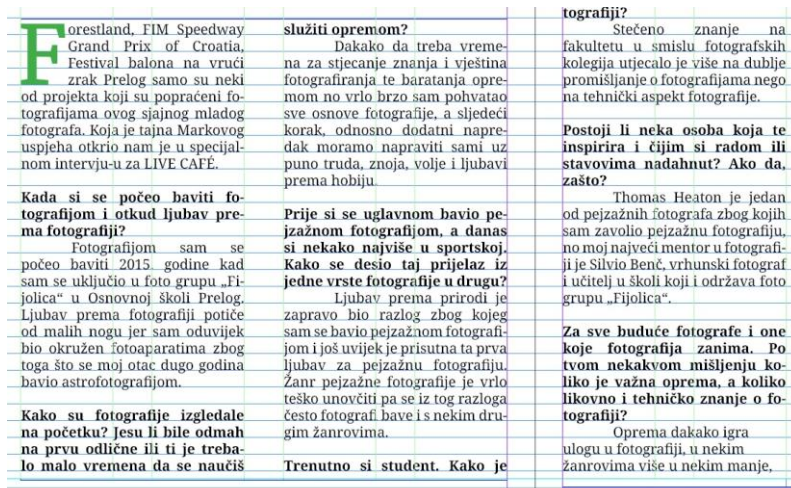 Forestland, FIM Speedway
Grand Prix of Croatia,
Festival balona na vrući
zrak Prelog samo su neki
od projekta koji su popraćeni fo-
tografijama ovog sjajnog mladog
fotografa. Koja je tajna Markovog
uspjeha otkrio nam je u specijal-
nom intervju-u za LIVE CAFÉ.
Kada si se počeo baviti fo-
tografijom i otkud ljubav pre-
ma fotografiji?
Fotografijom sam se
počeo baviti 2015. godine kad
sam se uključio u foto grupu „Fi-
jolica“ u Osnovnoj školi Prelog.
Ljubav prema fotografiji potiče
od malih nogu jer sam oduvijek
bio okružen fotoaparatima zbog
toga što se moj otac dugo godina
bavio astrofotografijom.
Kako su fotografije izgledale
na početku? Jesu li bile odmah
na prvu odlične ili ti je treba-
lo malo vremena da se naučiš
služiti opremom?
Dakako da treba vreme-
na za stjecanje znanja i vještina
fotografiranja te baratanja opre-
mom no vrlo brzo sam pohvatao
sve osnove fotografije, a sljedeći
korak, odnosno dodatni napre-
dak moramo napraviti sami uz
puno truda, znoja, volje i ljubavi
prema hobiju.
Prije si se uglavnom bavio pe-
jzažnom fotografijom, a danas
si nekako najviše u sportskoj.
Kako se desio taj prijelaz iz
jedne vrste fotografije u drugu?
Ljubav prema prirodi je
zapravo bio razlog zbog kojeg
sam se bavio pejzažnom fotografi-
jom i još uvijek je prisutna ta prva
ljubav za pejzažnu fotografiju.
Žanr pejzažne fotografije je vrlo
teško unovčiti pa se iz tog razloga
često fotografi bave i s nekim dru-
gim žanrovima.
Trenutno si student. Kako je
tografiji?
Stečeno znanje na
fakultetu u smislu fotografskih
kolegija utjecalo je više na dublje
promišljanje o fotografijama nego
na tehnički aspekt fotografije.
Postoji li neka osoba koja te
inspirira i čijim si radom ili
stavovima nadahnut? Ako da,
zašto?
Thomas Heaton je jedan
od pejzažnih fotografa zbog kojih
sam zavolio pejzažnu fotografiju,
no moj najveći mentor u fotografi-
ji je Silvio Benč, vrhunski fotograf
i učitelj u školi koji i održava foto
grupu „Fijolica“.
Za sve buduće fotografe i one
koje fotografija zanima. Po
tvom nekakvom mišljenju ko-
liko je važna oprema, a koliko
likovno i tehničko znanje o fo-
tografiji?
Oprema dakako igra
ulogu u fotografiji, u nekim
žanrovima više u nekim manje,